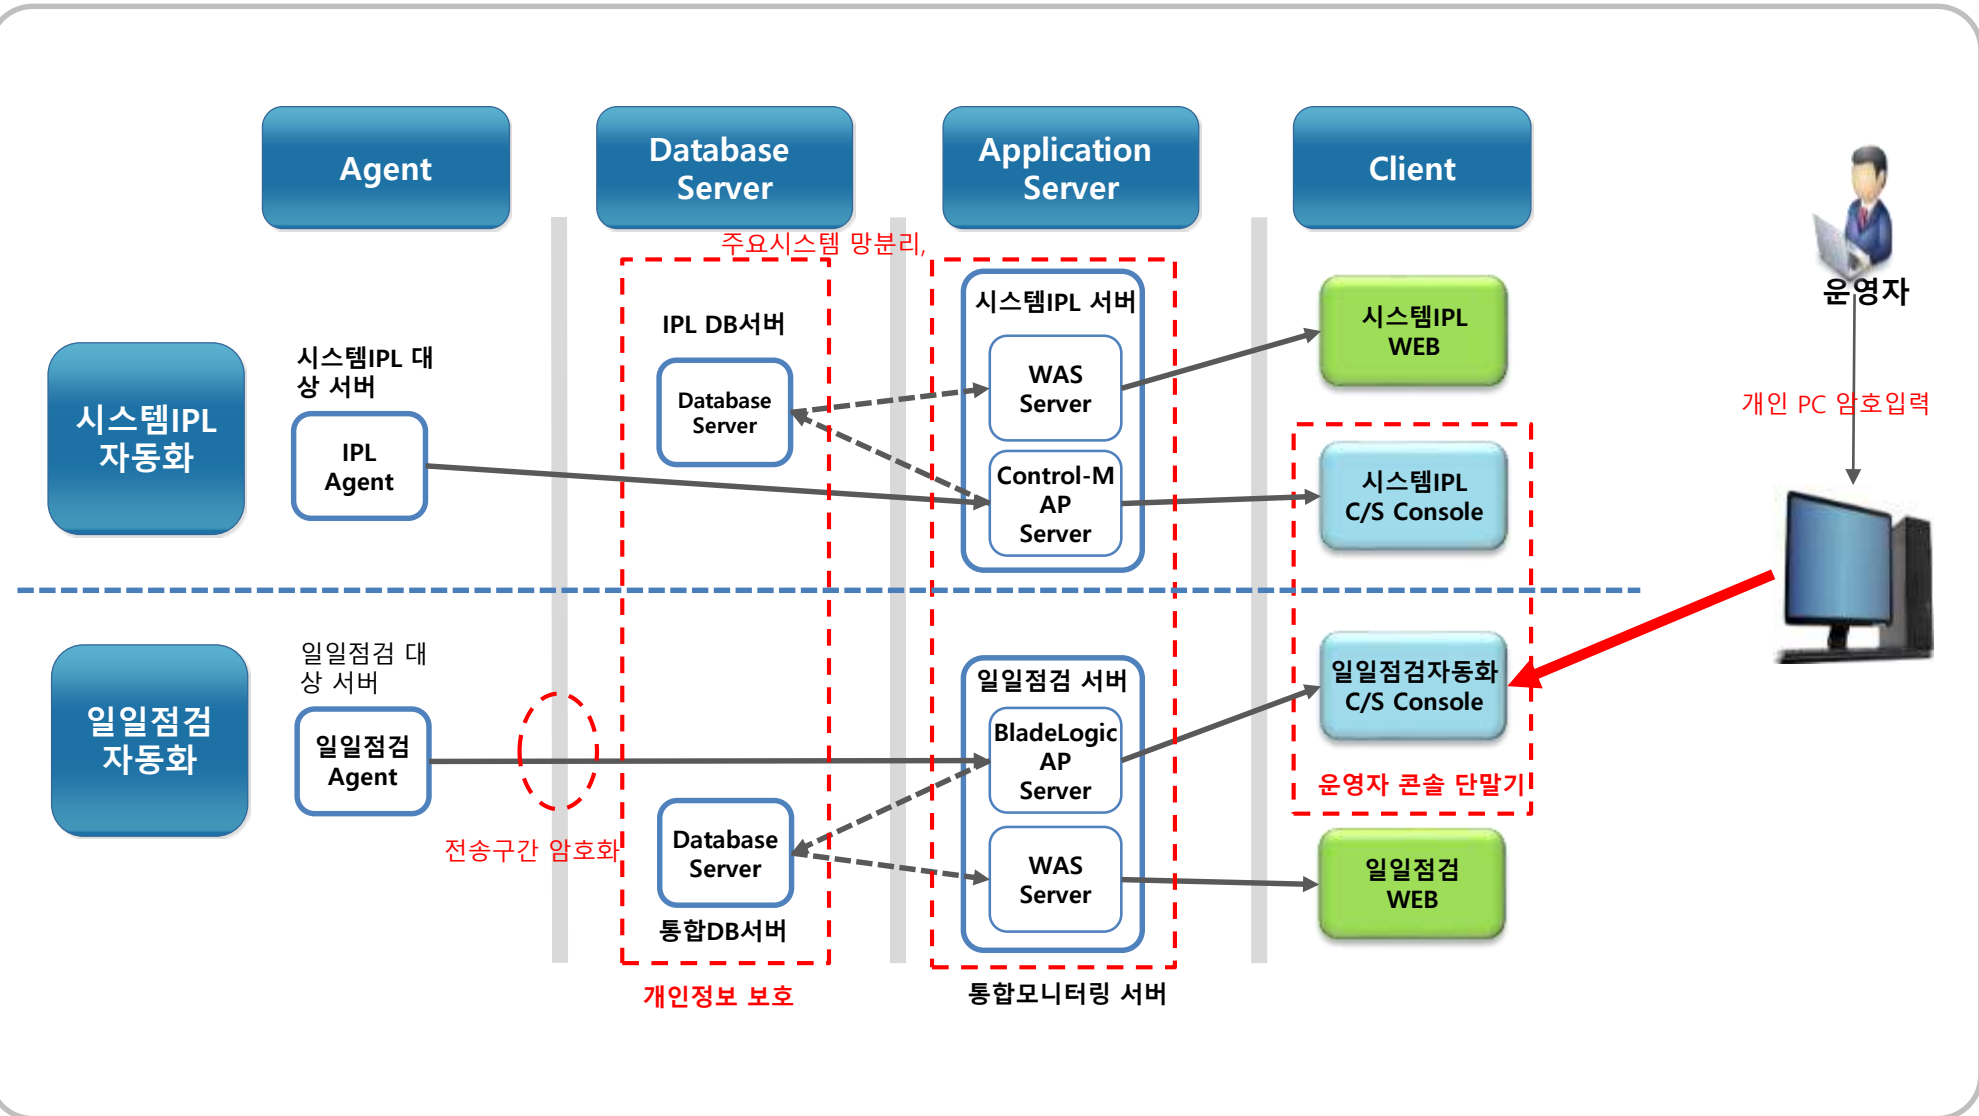 Agent
Database
Server
Application
Server
Client
주요시스템 망분리,
운영자
개인 PC 암호입력
시스템IPL
자동화
시스템IPL 대
상 서버
IPL
Agent
IPL DB서버
Database
Server
시스템IPL 서버
WAS
Server
Control-M
AP
Server
시스템IPL
WEB
시스템IPL
C/S Console
일일점검
자동화
일일점검 대
상 서버
일일점검
Agent
전송구간 암호화
Database
Server
통합DB서버
개인정보 보호
일일점검 서버
BladeLogic
AP
Server
WAS
Server
통합모니터링 서버
일일점검자동화
C/S Console
운영자 콘솔 단말기
일일점검
WEB